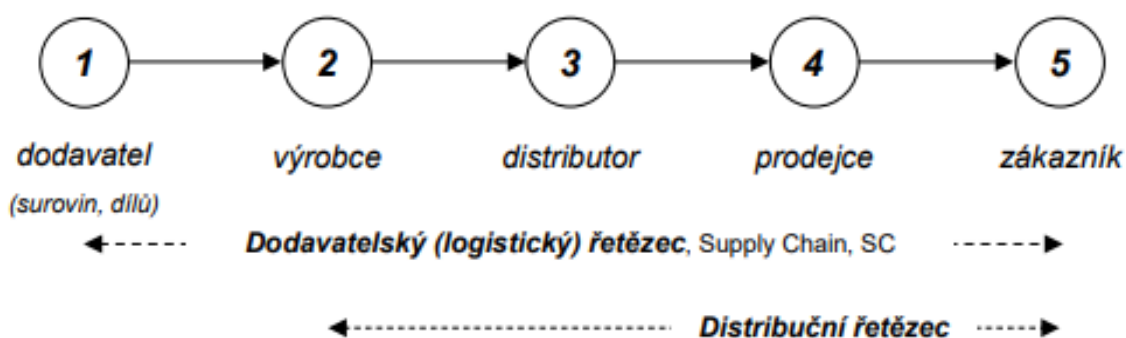 1 2 3 4 5
dodavatel výrobce distributor prodejce zákazník
(surovin, dílů)
Dodavatelský (logistický) řetězec, Supply Chain, SC
Distribuční řetězec